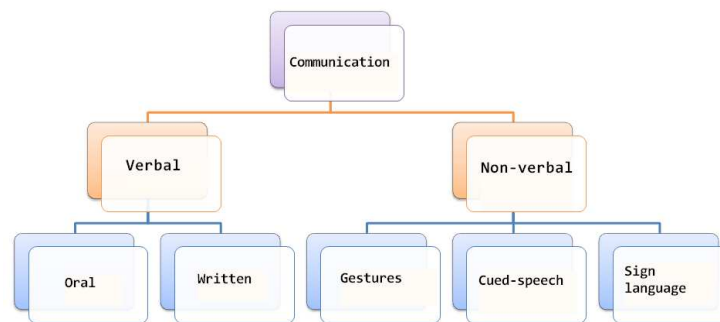 Communication
Verbal
Non-verbal
Oral
Written
Gestures
Cued-speech
Sign
language